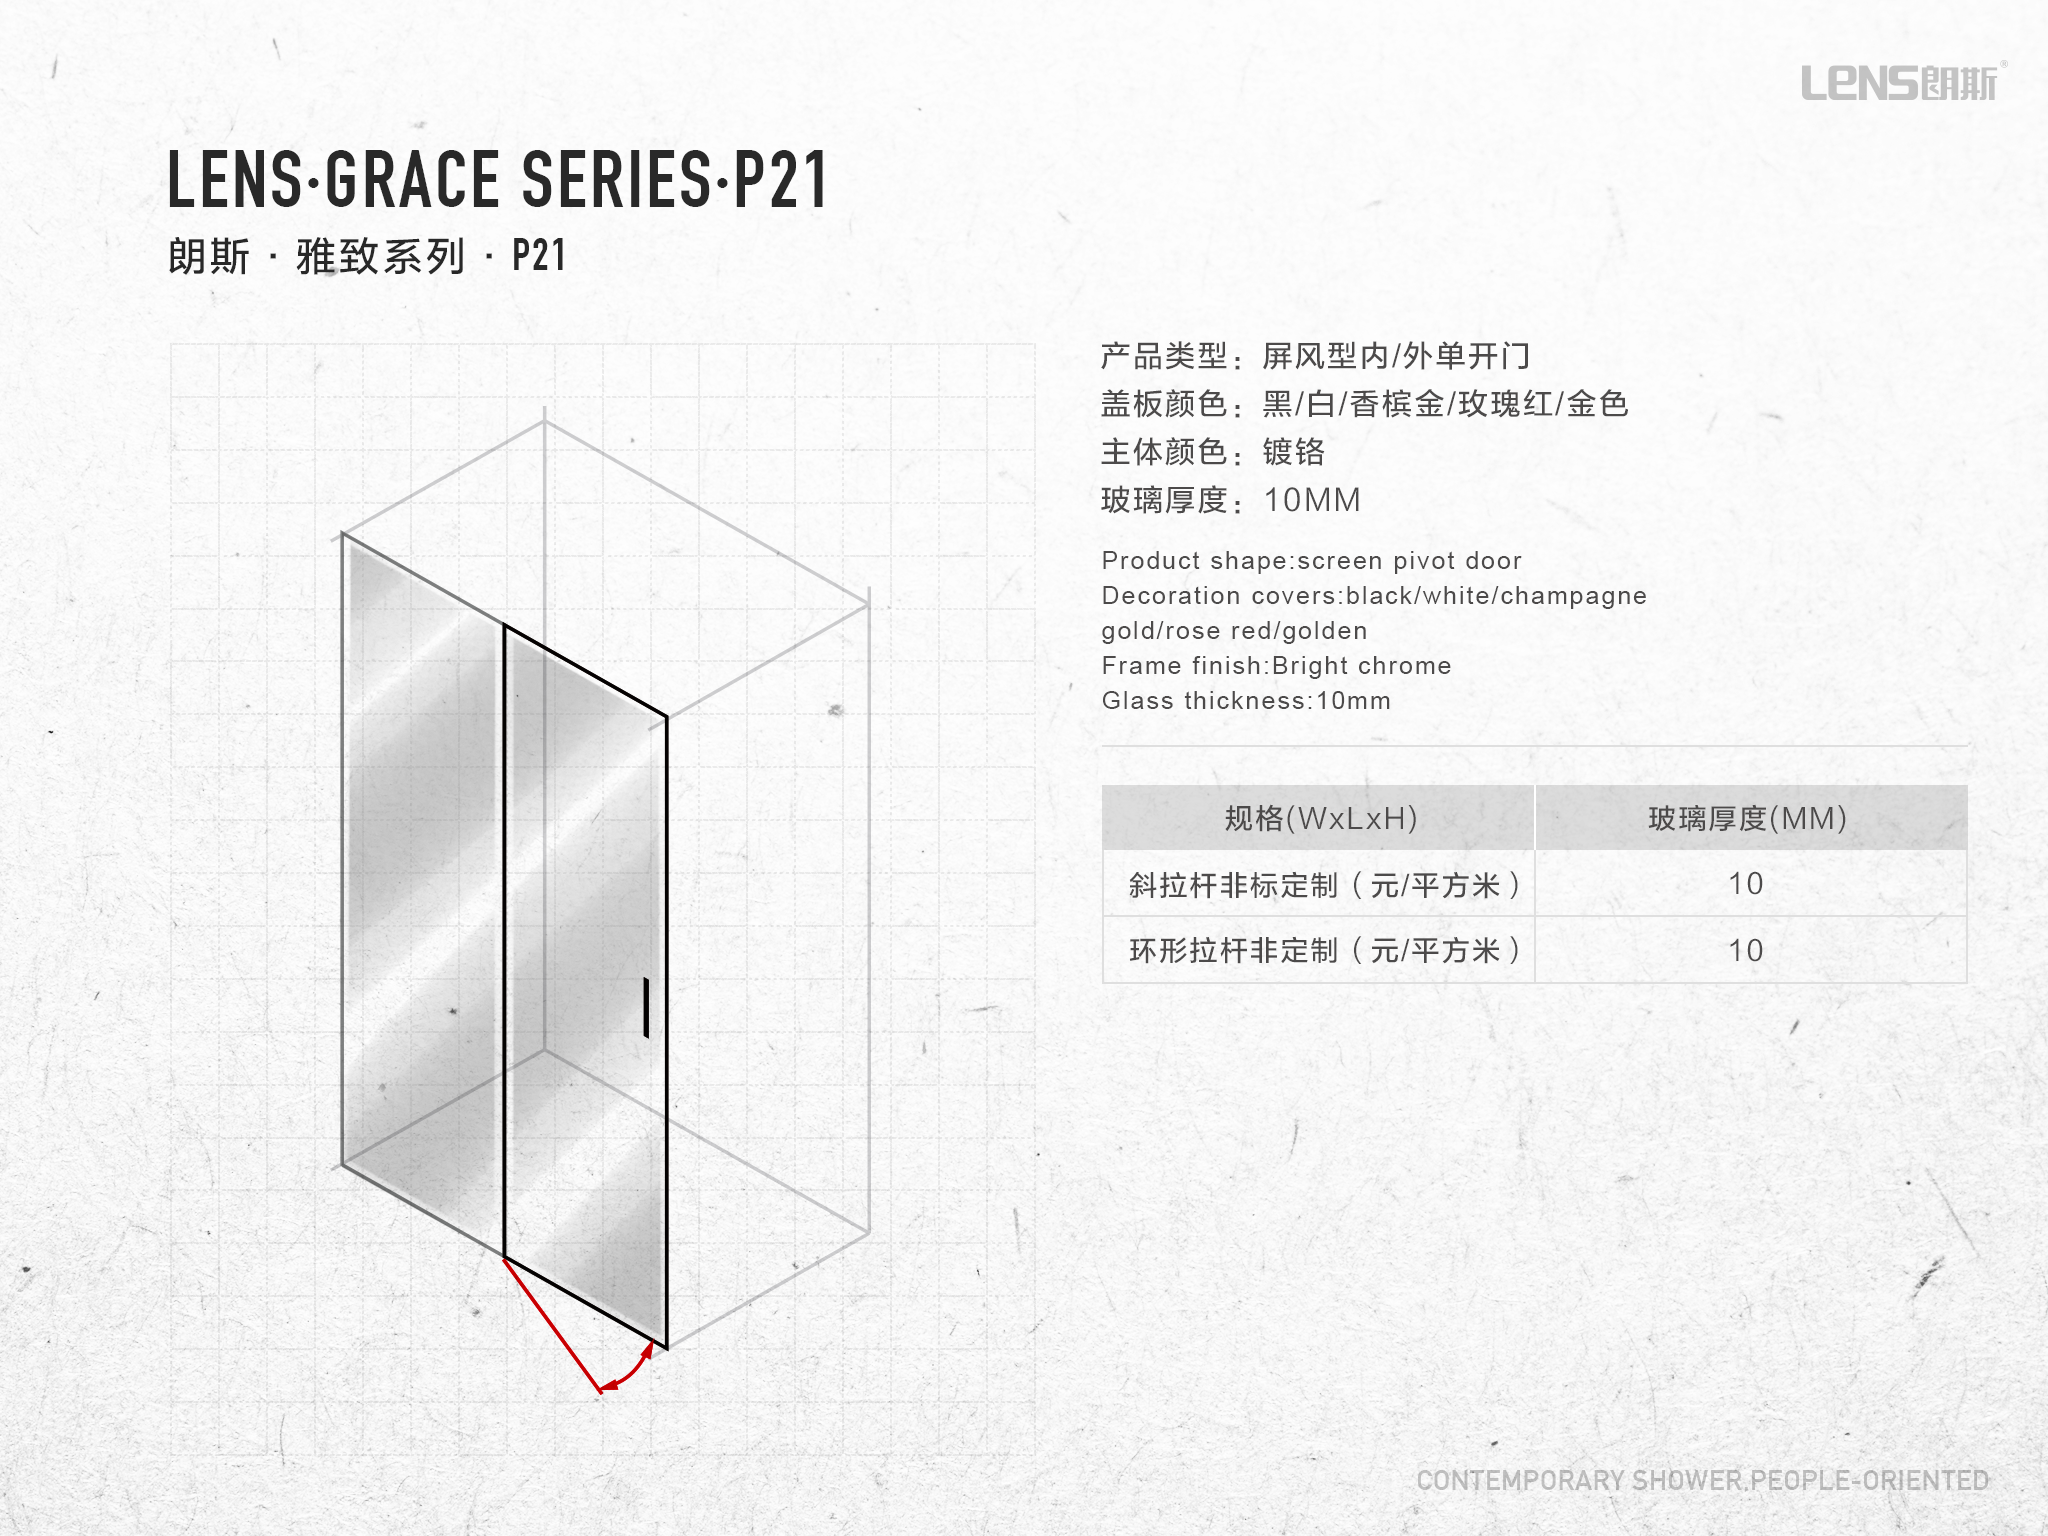 LENS朗斯®
LENS·GRACE SERIES·P21
朗斯 · 雅致系列 · P21
产品类型：屏风型内/外单开门
盖板颜色：黑/白/香槟金/玫瑰红/金色
主体颜色：镀铬
玻璃厚度：10MM
Product shape:screen pivot door
Decoration covers:black/white/champagne
gold/rose red/golden
Frame finish:Bright chrome
Glass thickness:10mm
规格(WxLxH) 玻璃厚度(MM)
斜拉杆非标定制（元/平方米） 10
环形拉杆非定制（元/平方米） 10
CONTEMPORARY SHOWER,PEOPLE-ORIENTED